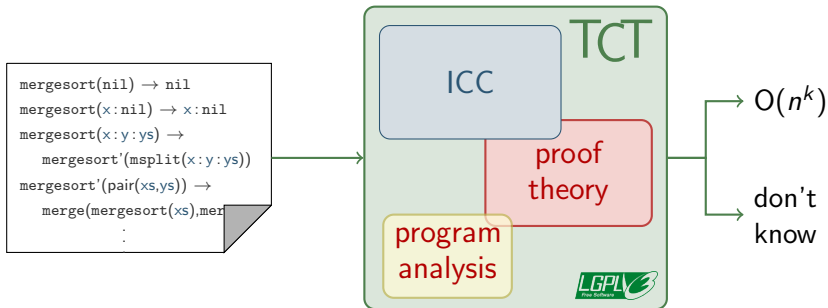 mergesort(nil) → nil
mergesort(x:nil) → x:nil
mergesort(x:y:ys) →
mergesort'(msplit(x:y:ys))
mergesort'(pair(xs,ys)) →
merge(mergesort(xs),mer
:
TCT
ICC
proof
theory
program
analysis
LGPLv3
Free Software
O(n^k)
don't
know